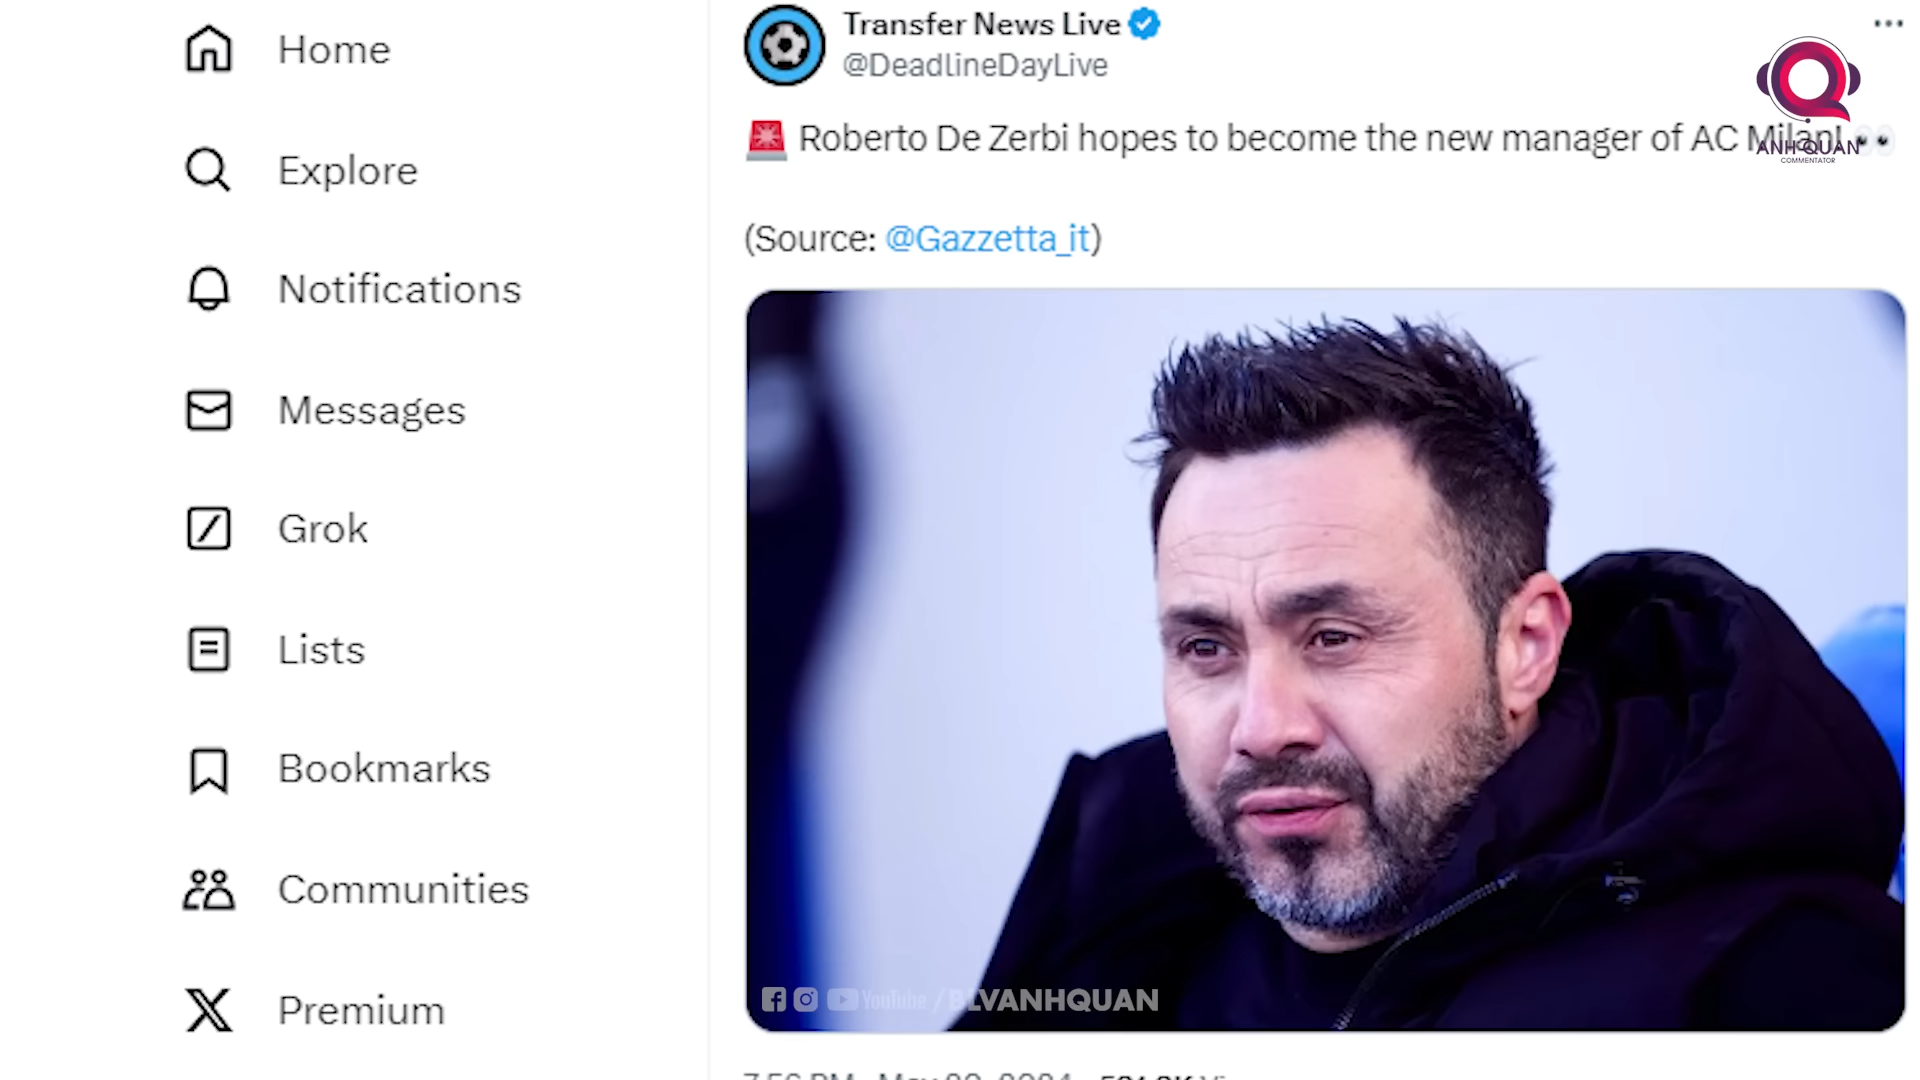 Home
Explore
Notifications
Messages
Grok
Lists
Bookmarks
Communities
Premium
Transfer News Live
@DeadlineDayLive
Roberto De Zerbi hopes to become the new manager of AC Milan!
(Source: @Gazzetta_it)
ANH QUAN
COMMENTATOR
YouTube /BLVANHQUAN